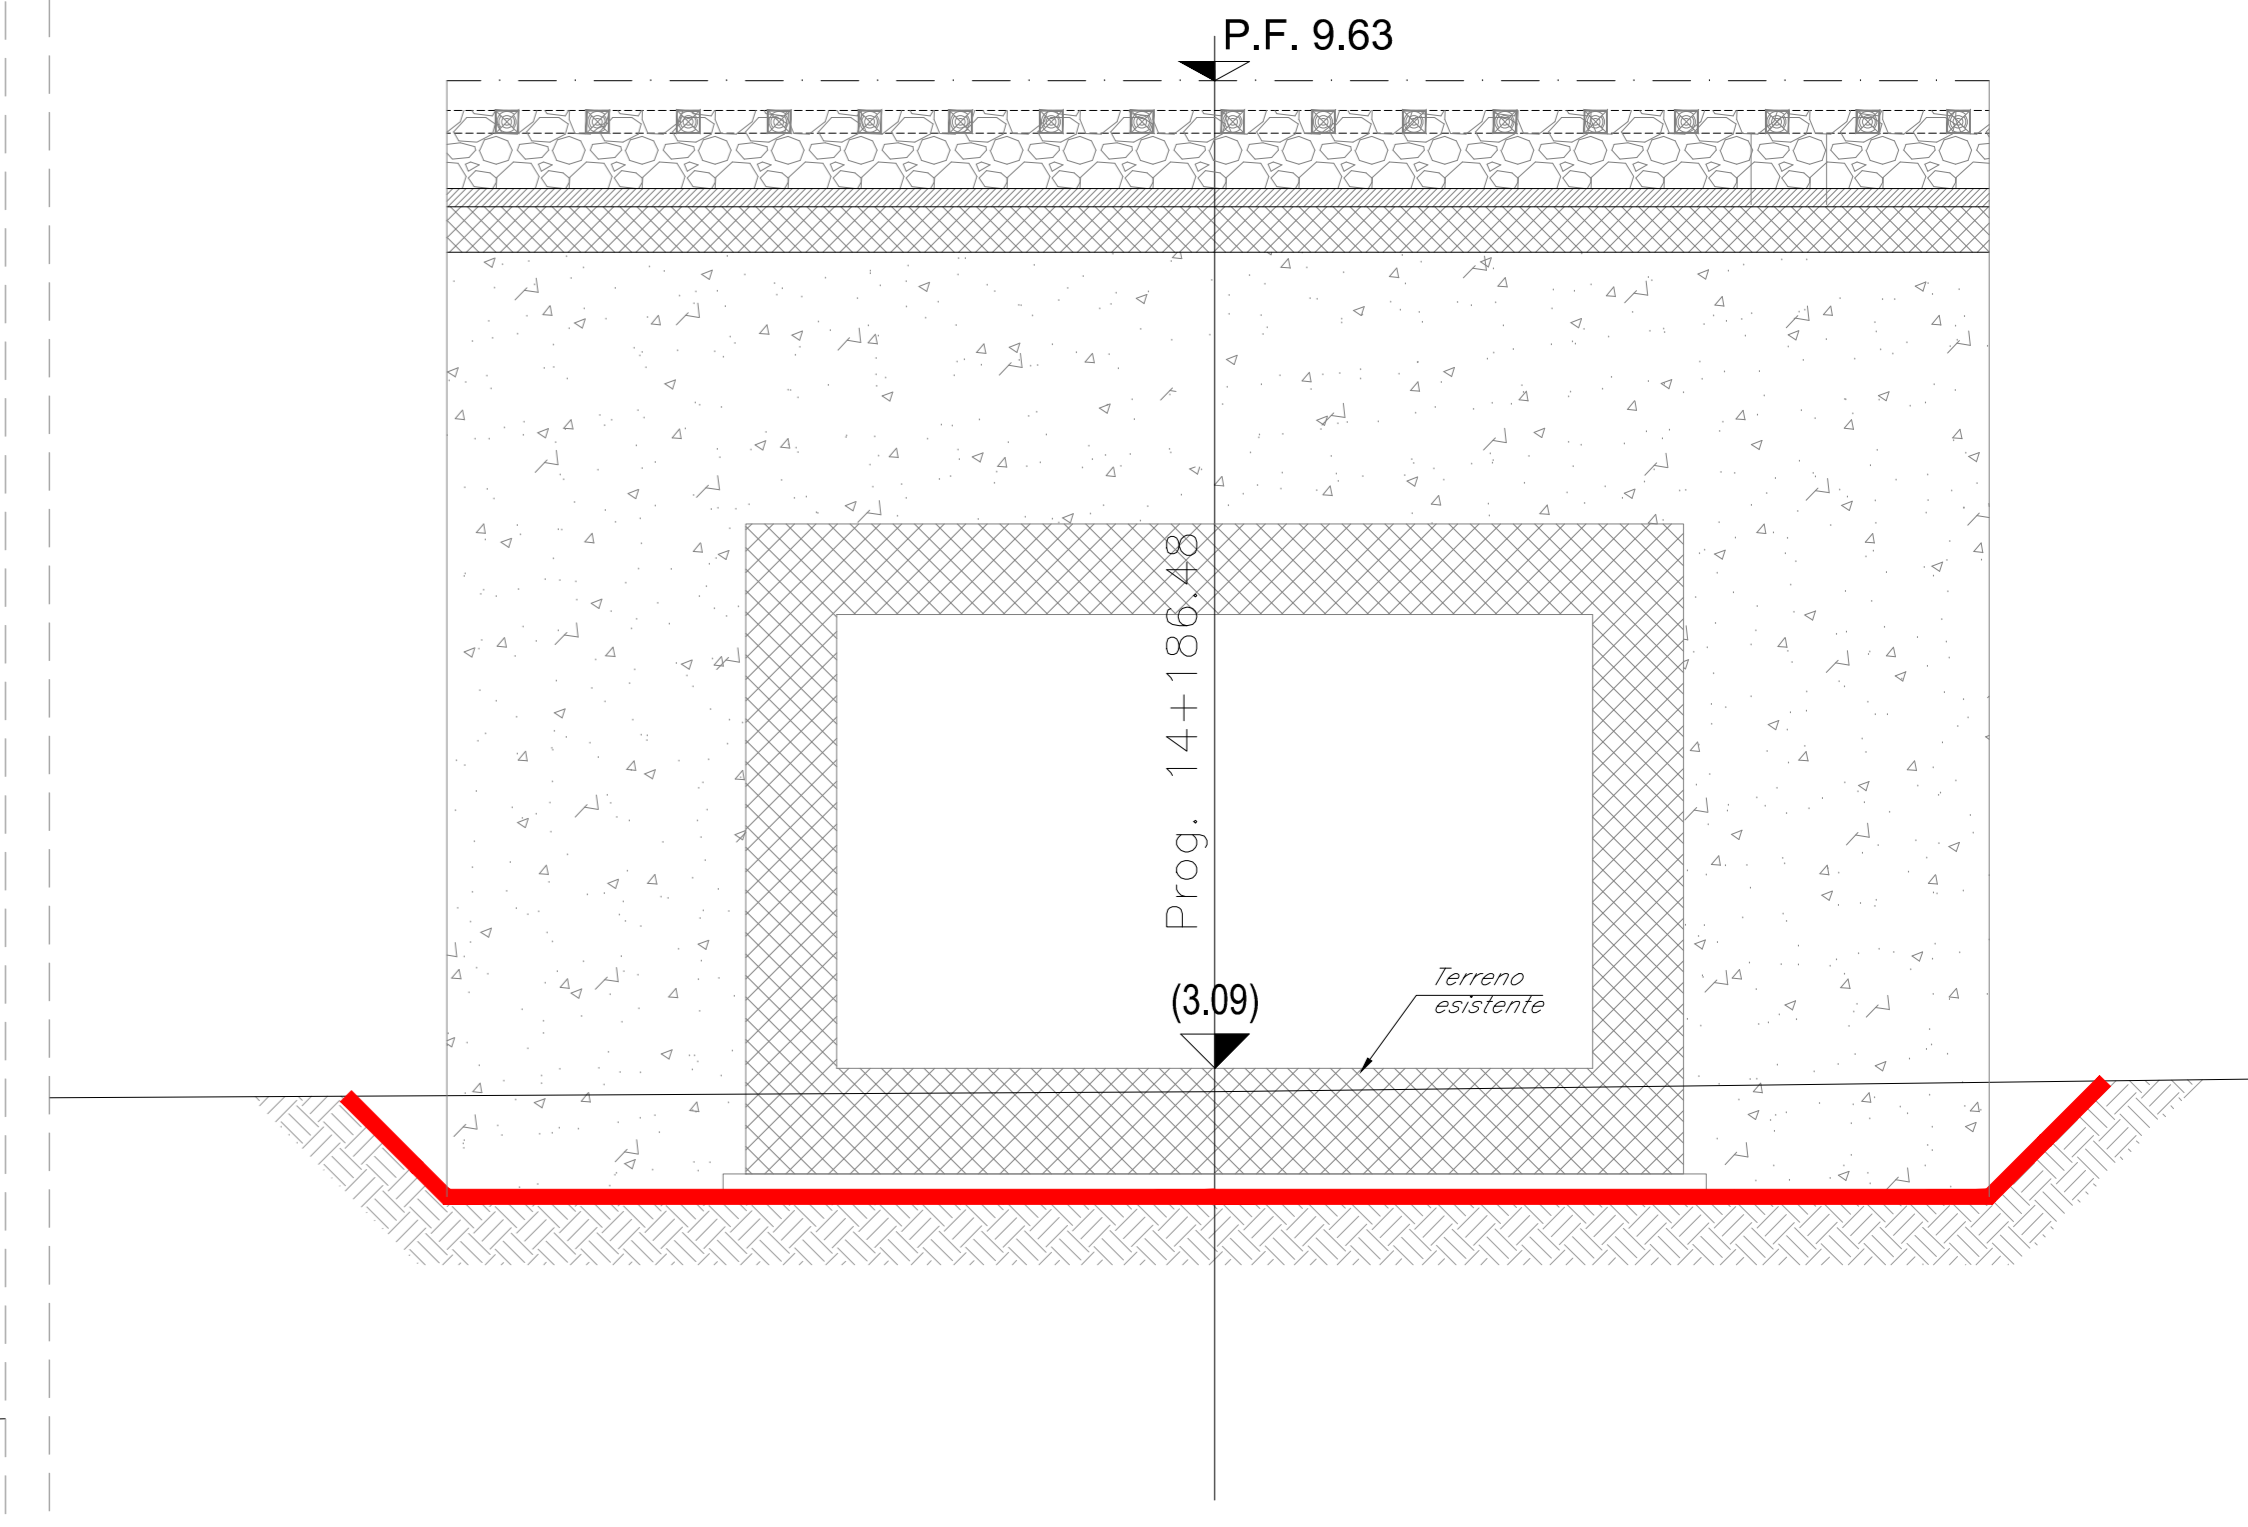 P.F. 9.63
Prog. 14+186.48
(3.09)
Terreno
esistente